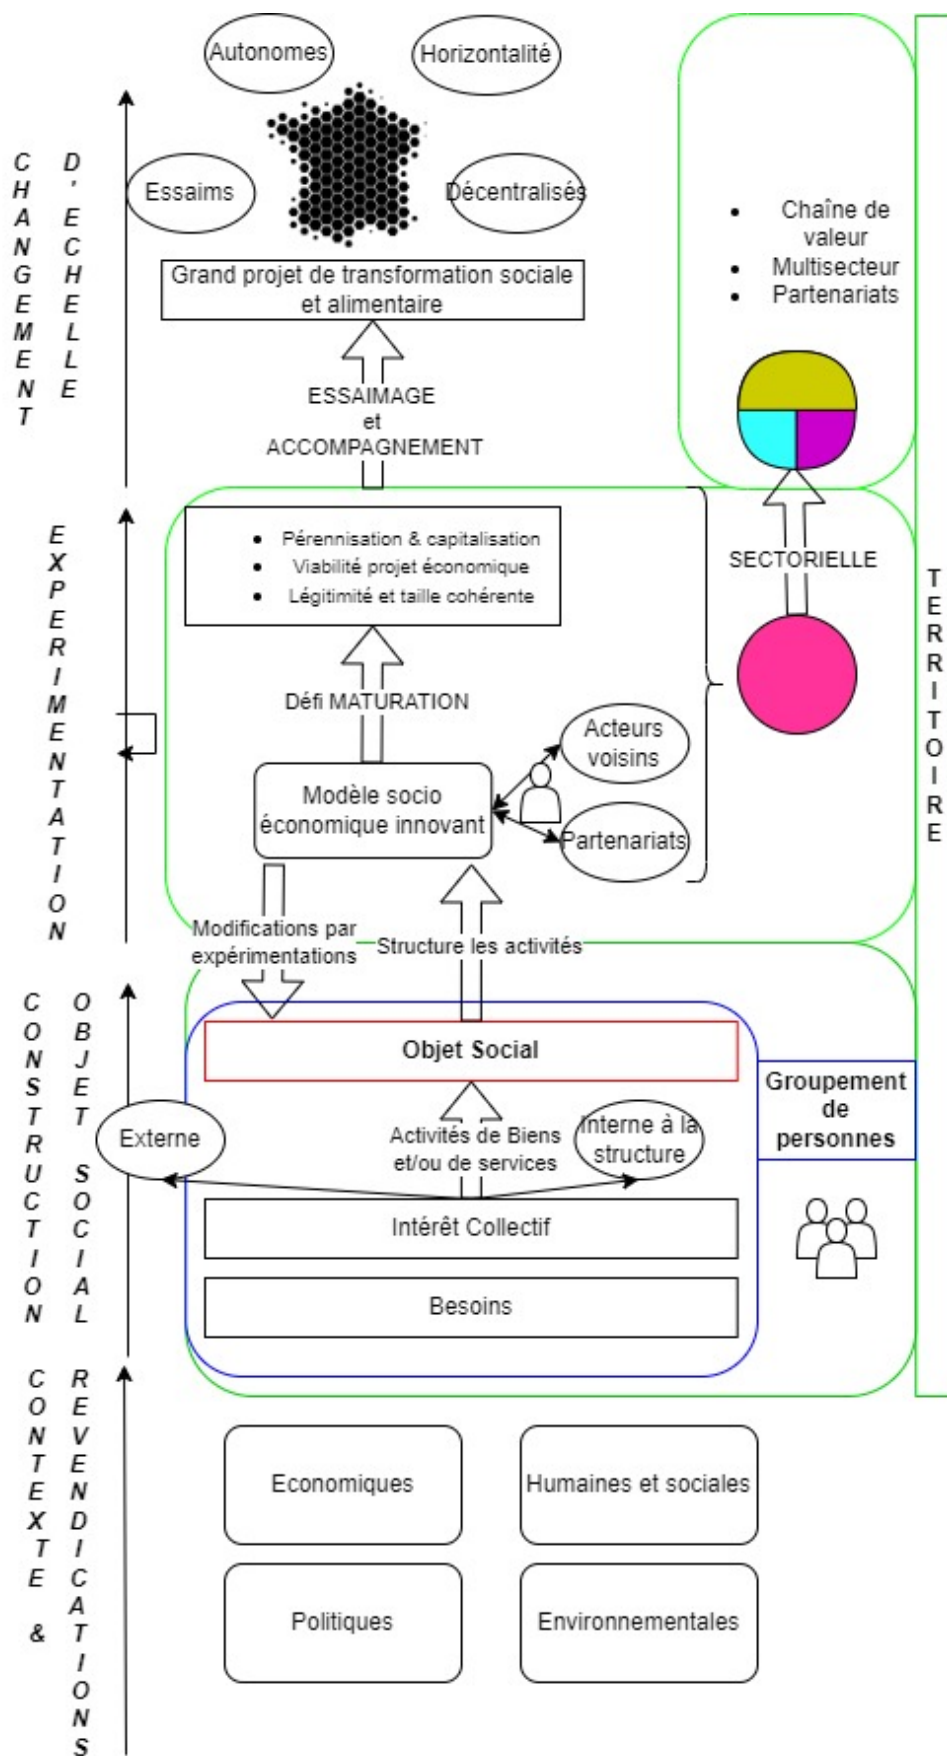 Autonomes
Horizontalité
Essaims
Décentralisés
Grand projet de transformation sociale
et alimentaire
CHANGEMENT
D'ECHELLE
• Chaîne de
valeur
• Multisecteur
• Partenariats
ESSAIMAGE
et
ACCOMPAGNEMENT
EXPERIMENTATION
• Pérennisation & capitalisation
• Viabilité projet économique
• Légitimité et taille cohérente
SECTORIELLE
TERRITOIRE
Défi MATURATION
Acteurs
voisins
Modèle socio
économique innovant
Partenariats
Modifications par
expérimentations
Structure les activités
CONSTRUCTION
OBJET SOCIAL
Objet Social
Groupement
de
personnes
Externe
Activités de Biens
et/ou de services
Interne à la
structure
Intérêt Collectif
Besoins
CONTEXTE &
REVENDICATIONS
Economiques
Humaines et sociales
Politiques
Environnementales